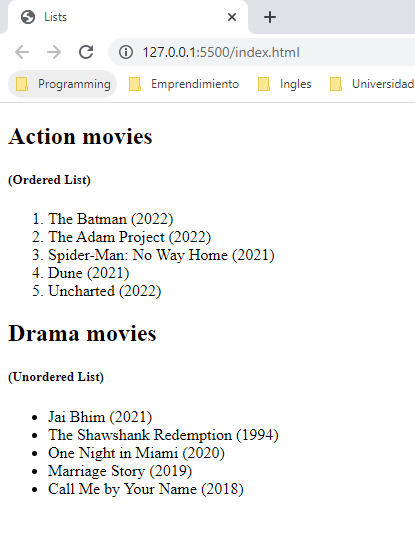 Lists
127.0.0.1:5500/index.html
Programming Emprendimiento Ingles Universidad
Action movies
(Ordered List)
1. The Batman (2022)
2. The Adam Project (2022)
3. Spider-Man: No Way Home (2021)
4. Dune (2021)
5. Uncharted (2022)
Drama movies
(Unordered List)
• Jai Bhim (2021)
• The Shawshank Redemption (1994)
• One Night in Miami (2020)
• Marriage Story (2019)
• Call Me by Your Name (2018)